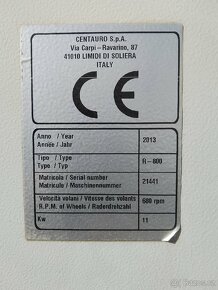 CENTAURO S.p.A.
Via Carpi-Ravarino, 87
41010 LIMIDI DI SOLIERA
ITALY
CE
Anno / Year
Année / Jahr
2013
Tipo / Type
Type / Typ
R-800
Matricola / Serial number
Matricule / Maschinennummer
21441
Velocità volani / Vitesse des volants
R.P.M. of Wheels / Raderdrehzahl
680 rpm
Kw
11